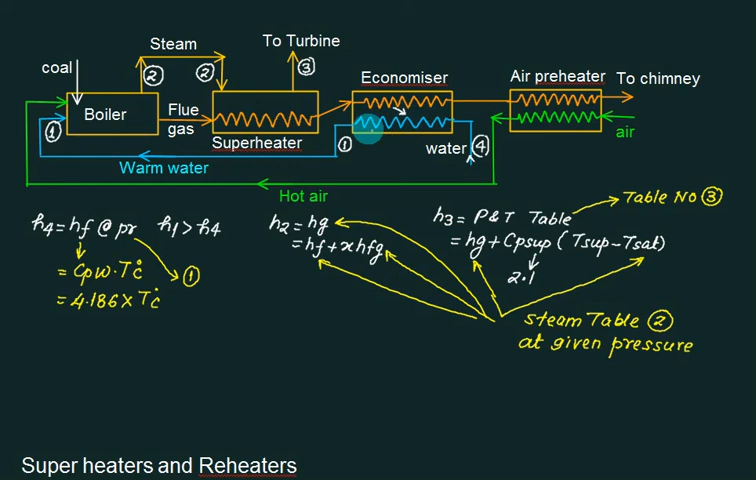 Steam
To Turbine
coal
②
②
③
Economiser
Air preheater
To chimney
Boiler
Flue
gas
①
Superheater
①
water
④
air
Warm water
Hot air
h4 = hf @ pr h1 > h4
= Cpw · T°C
= 4.186 × T°C
①
h2 = hg
= hf + x hfg
h3 = P & T Table
= hg + Cpsup ( Tsup - Tsat)
2.1
Table No ③
steam Table ②
at given pressure
Super heaters and Reheaters